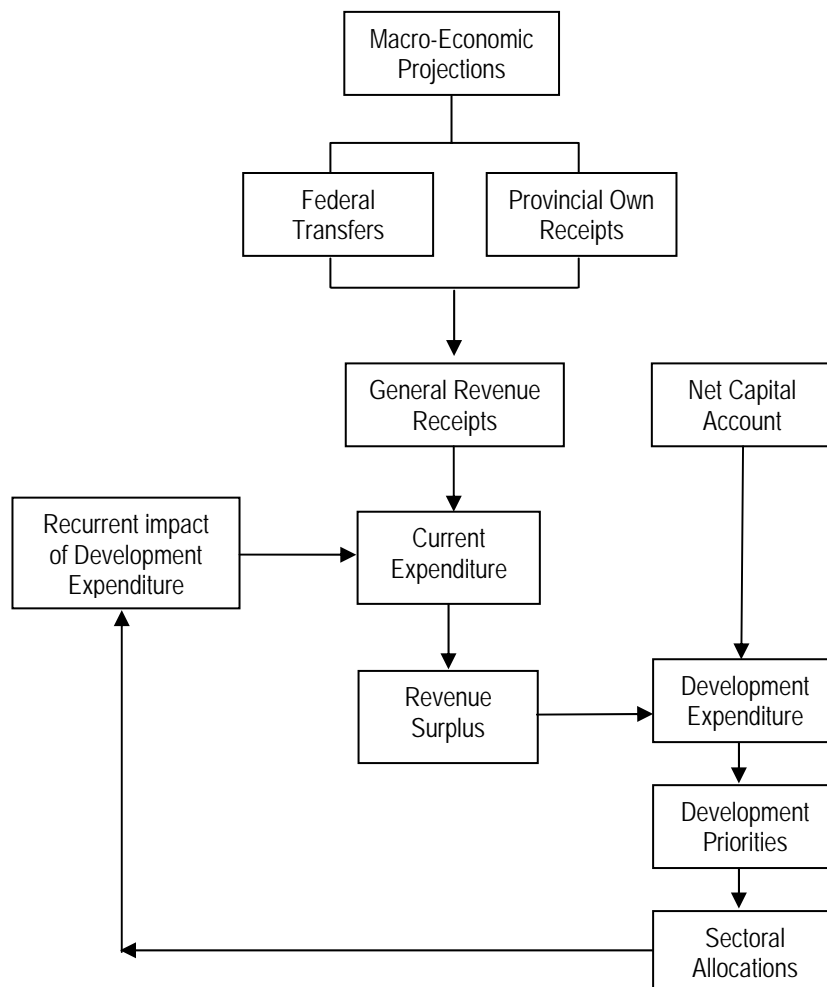 Macro-Economic
Projections
Federal
Transfers
Provincial Own
Receipts
General Revenue
Receipts
Net Capital
Account
Recurrent impact
of Development
Expenditure
Current
Expenditure
Revenue
Surplus
Development
Expenditure
Development
Priorities
Sectoral
Allocations